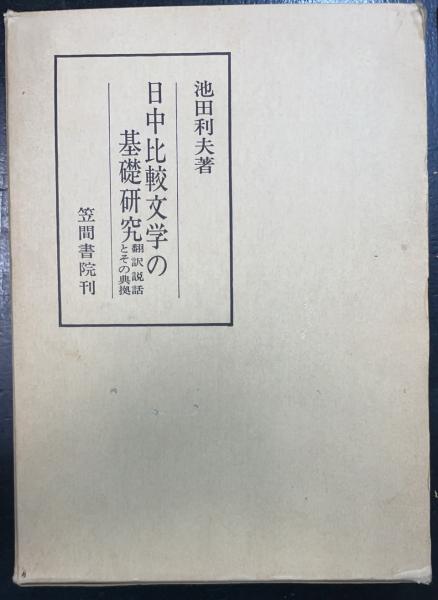 池田利夫著
日中比較文学の
基礎研究
翻訳説話
とその典拠
笠間書院刊